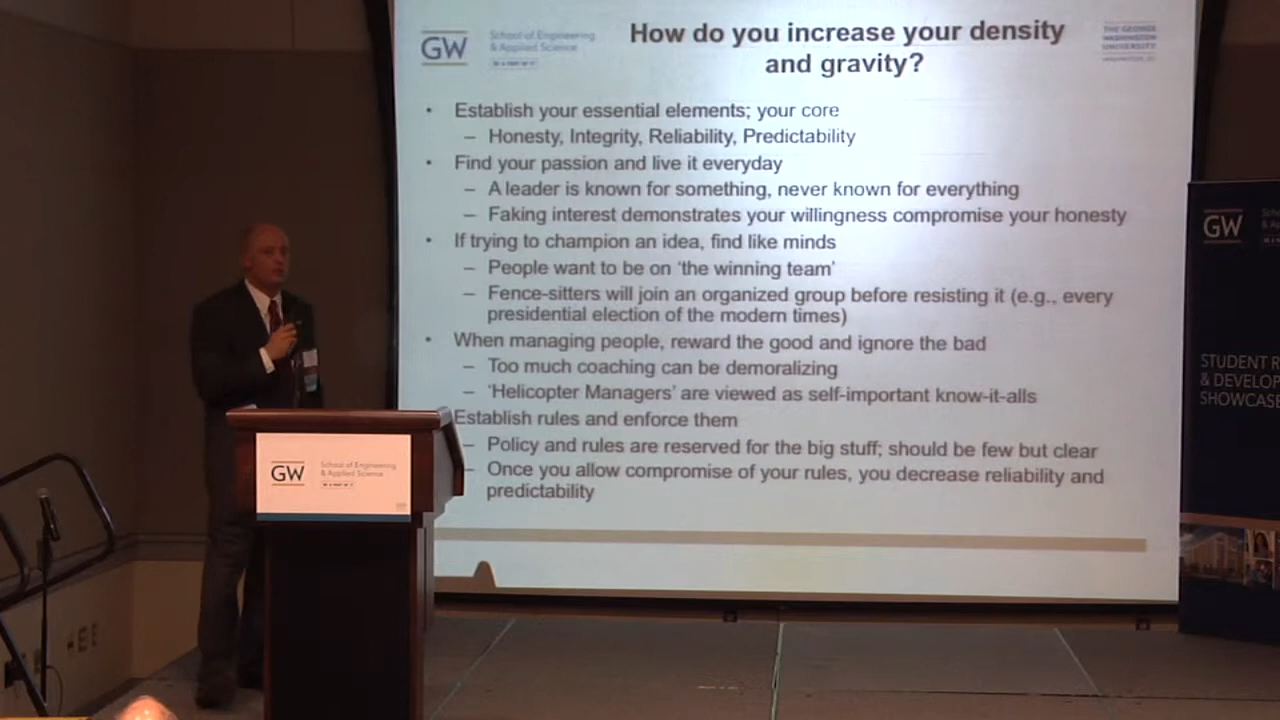 GW
School of Engineering
& Applied Science
How do you increase your density
and gravity?
THE GEORGE
WASHINGTON
UNIVERSITY
WASHINGTON, DC
• Establish your essential elements; your core
– Honesty, Integrity, Reliability, Predictability
• Find your passion and live it everyday
– A leader is known for something, never known for everything
– Faking interest demonstrates your willingness compromise your honesty
• If trying to champion an idea, find like minds
– People want to be on ‘the winning team’
– Fence-sitters will join an organized group before resisting it (e.g., every
presidential election of the modern times)
• When managing people, reward the good and ignore the bad
– Too much coaching can be demoralizing
– ‘Helicopter Managers’ are viewed as self-important know-it-alls
Establish rules and enforce them
– Policy and rules are reserved for the big stuff; should be few but clear
– Once you allow compromise of your rules, you decrease reliability and
predictability
GW
School of Engineering
& Applied Science
GW
STUDENT R
& DEVELOP
SHOWCASE